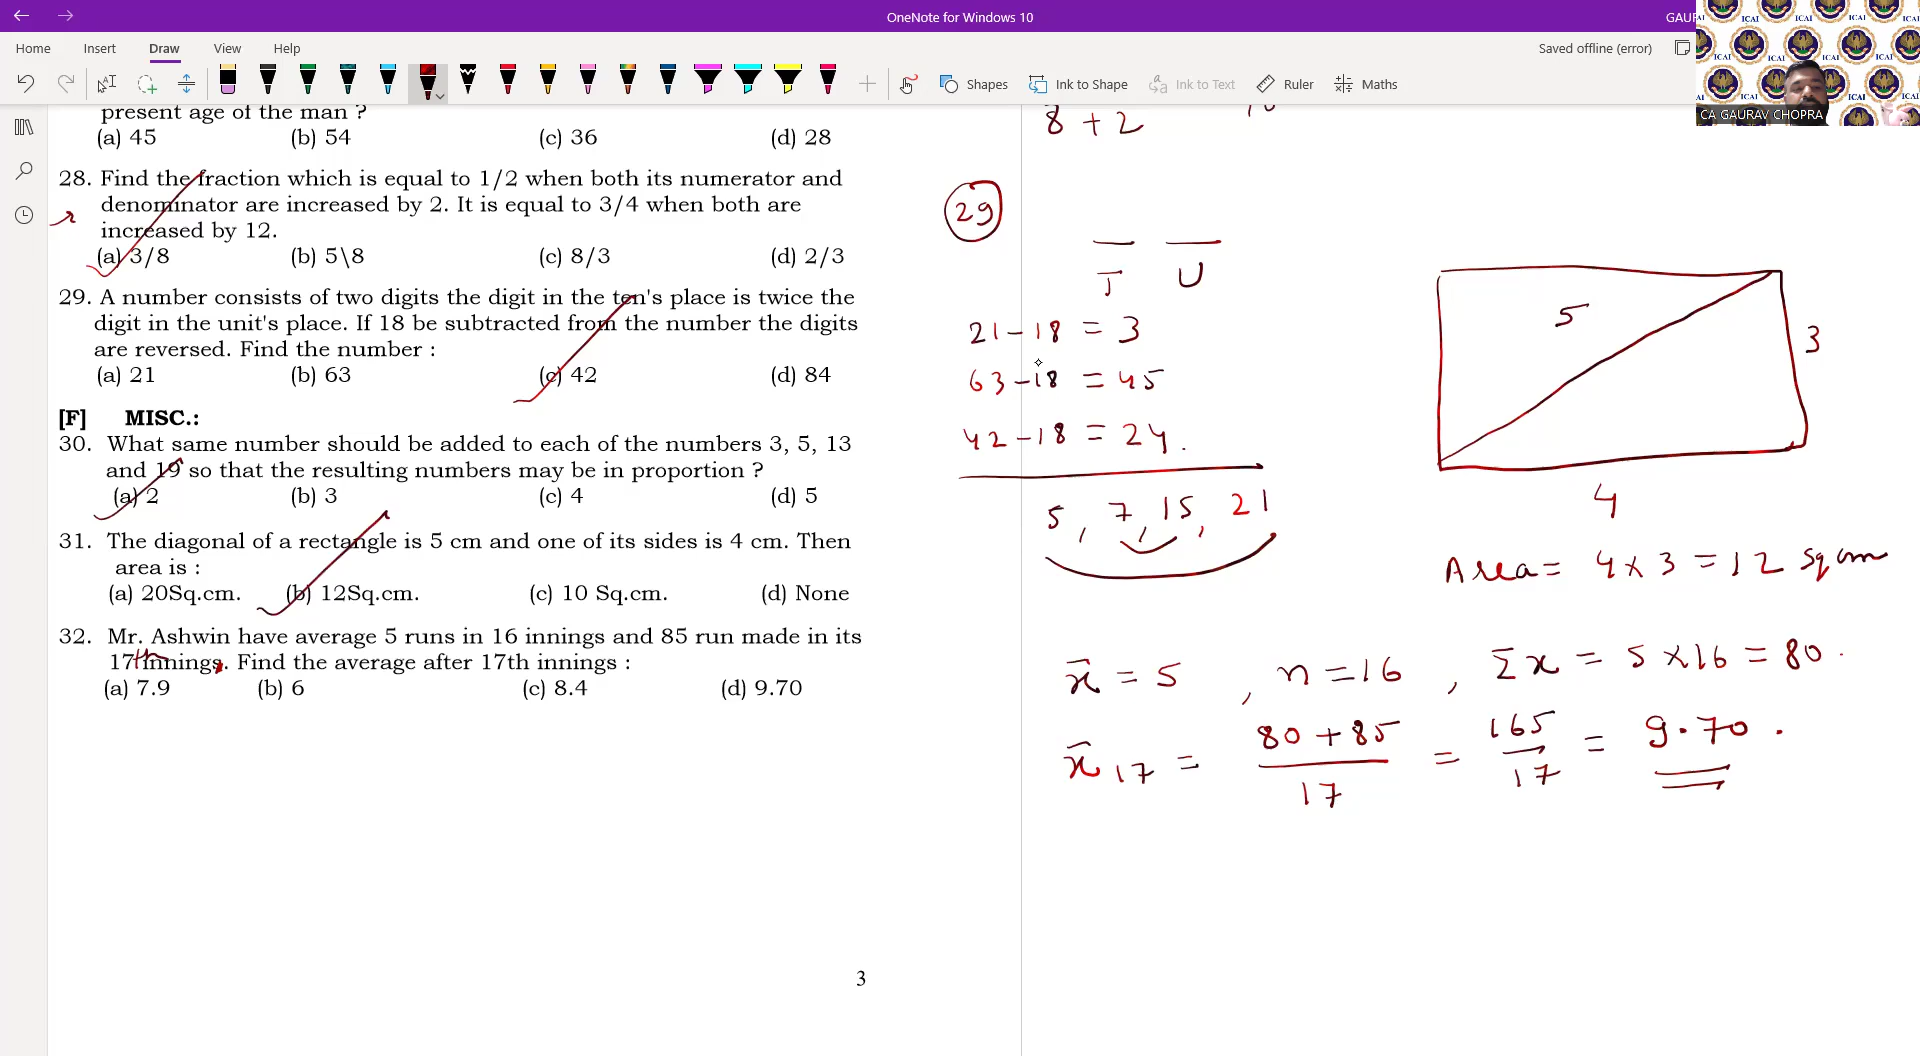 OneNote for Windows 10
GAUR
Home Insert Draw View Help
Saved offline (error)
Shapes Ink to Shape Ink to Text Ruler Maths
ICAI ICAI ICAI
ICAI ICAI
ICAI
CA GAURAV CHOPRA
present age of the man ?
(a) 45 (b) 54 (c) 36 (d) 28
28. Find the fraction which is equal to 1/2 when both its numerator and
denominator are increased by 2. It is equal to 3/4 when both are
increased by 12.
(a) 3/8 (b) 5\8 (c) 8/3 (d) 2/3
29. A number consists of two digits the digit in the ten's place is twice the
digit in the unit's place. If 18 be subtracted from the number the digits
are reversed. Find the number :
(a) 21 (b) 63 (c) 42 (d) 84
[F] MISC.:
30. What same number should be added to each of the numbers 3, 5, 13
and 19 so that the resulting numbers may be in proportion ?
(a) 2 (b) 3 (c) 4 (d) 5
31. The diagonal of a rectangle is 5 cm and one of its sides is 4 cm. Then
area is :
(a) 20Sq.cm. (b) 12Sq.cm. (c) 10 Sq.cm. (d) None
32. Mr. Ashwin have average 5 runs in 16 innings and 85 run made in its
17th innings. Find the average after 17th innings :
(a) 7.9 (b) 6 (c) 8.4 (d) 9.70
3
8 + 2
29
T U
21 - 18 = 3
63 - 18 = 45
42 - 18 = 24.
5, 7, 15, 21
5
3
4
Area = 4 x 3 = 12 sq cm
x̄ = 5 , n = 16 , Σx = 5 x 16 = 80.
x̄ 17 = 80 + 85 / 17 = 165 / 17 = 9.70.